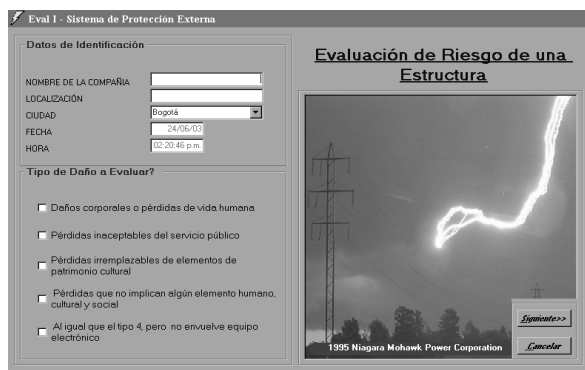 Eval I - Sistema de Protección Externa
Datos de Identificación
NOMBRE DE LA COMPAÑIA
LOCALIZACIÓN
CIUDAD
Bogotá
FECHA
24/06/03
HORA
02:20:46 p.m.
Tipo de Daño a Evaluar?
Daños corporales o pérdidas de vida humana
Pérdidas inaceptables del servicio público
Pérdidas irremplazables de elementos de
patrimonio cultural
Pérdidas que no implican algún elemento humano,
cultural y social
Al igual que el tipo 4, pero no envuelve equipo
electrónico
Evaluación de Riesgo de una
Estructura
1995 Niagara Mohawk Power Corporation
Siguiente>>
Cancelar